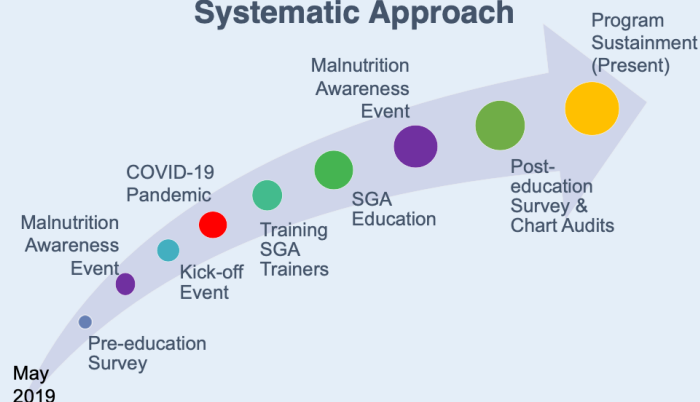 Systematic Approach
May
2019
Pre-education
Survey
Malnutrition
Awareness
Event
Kick-off
Event
COVID-19
Pandemic
Training
SGA
Trainers
SGA
Education
Malnutrition
Awareness
Event
Post-
education
Survey &
Chart Audits
Program
Sustainment
(Present)